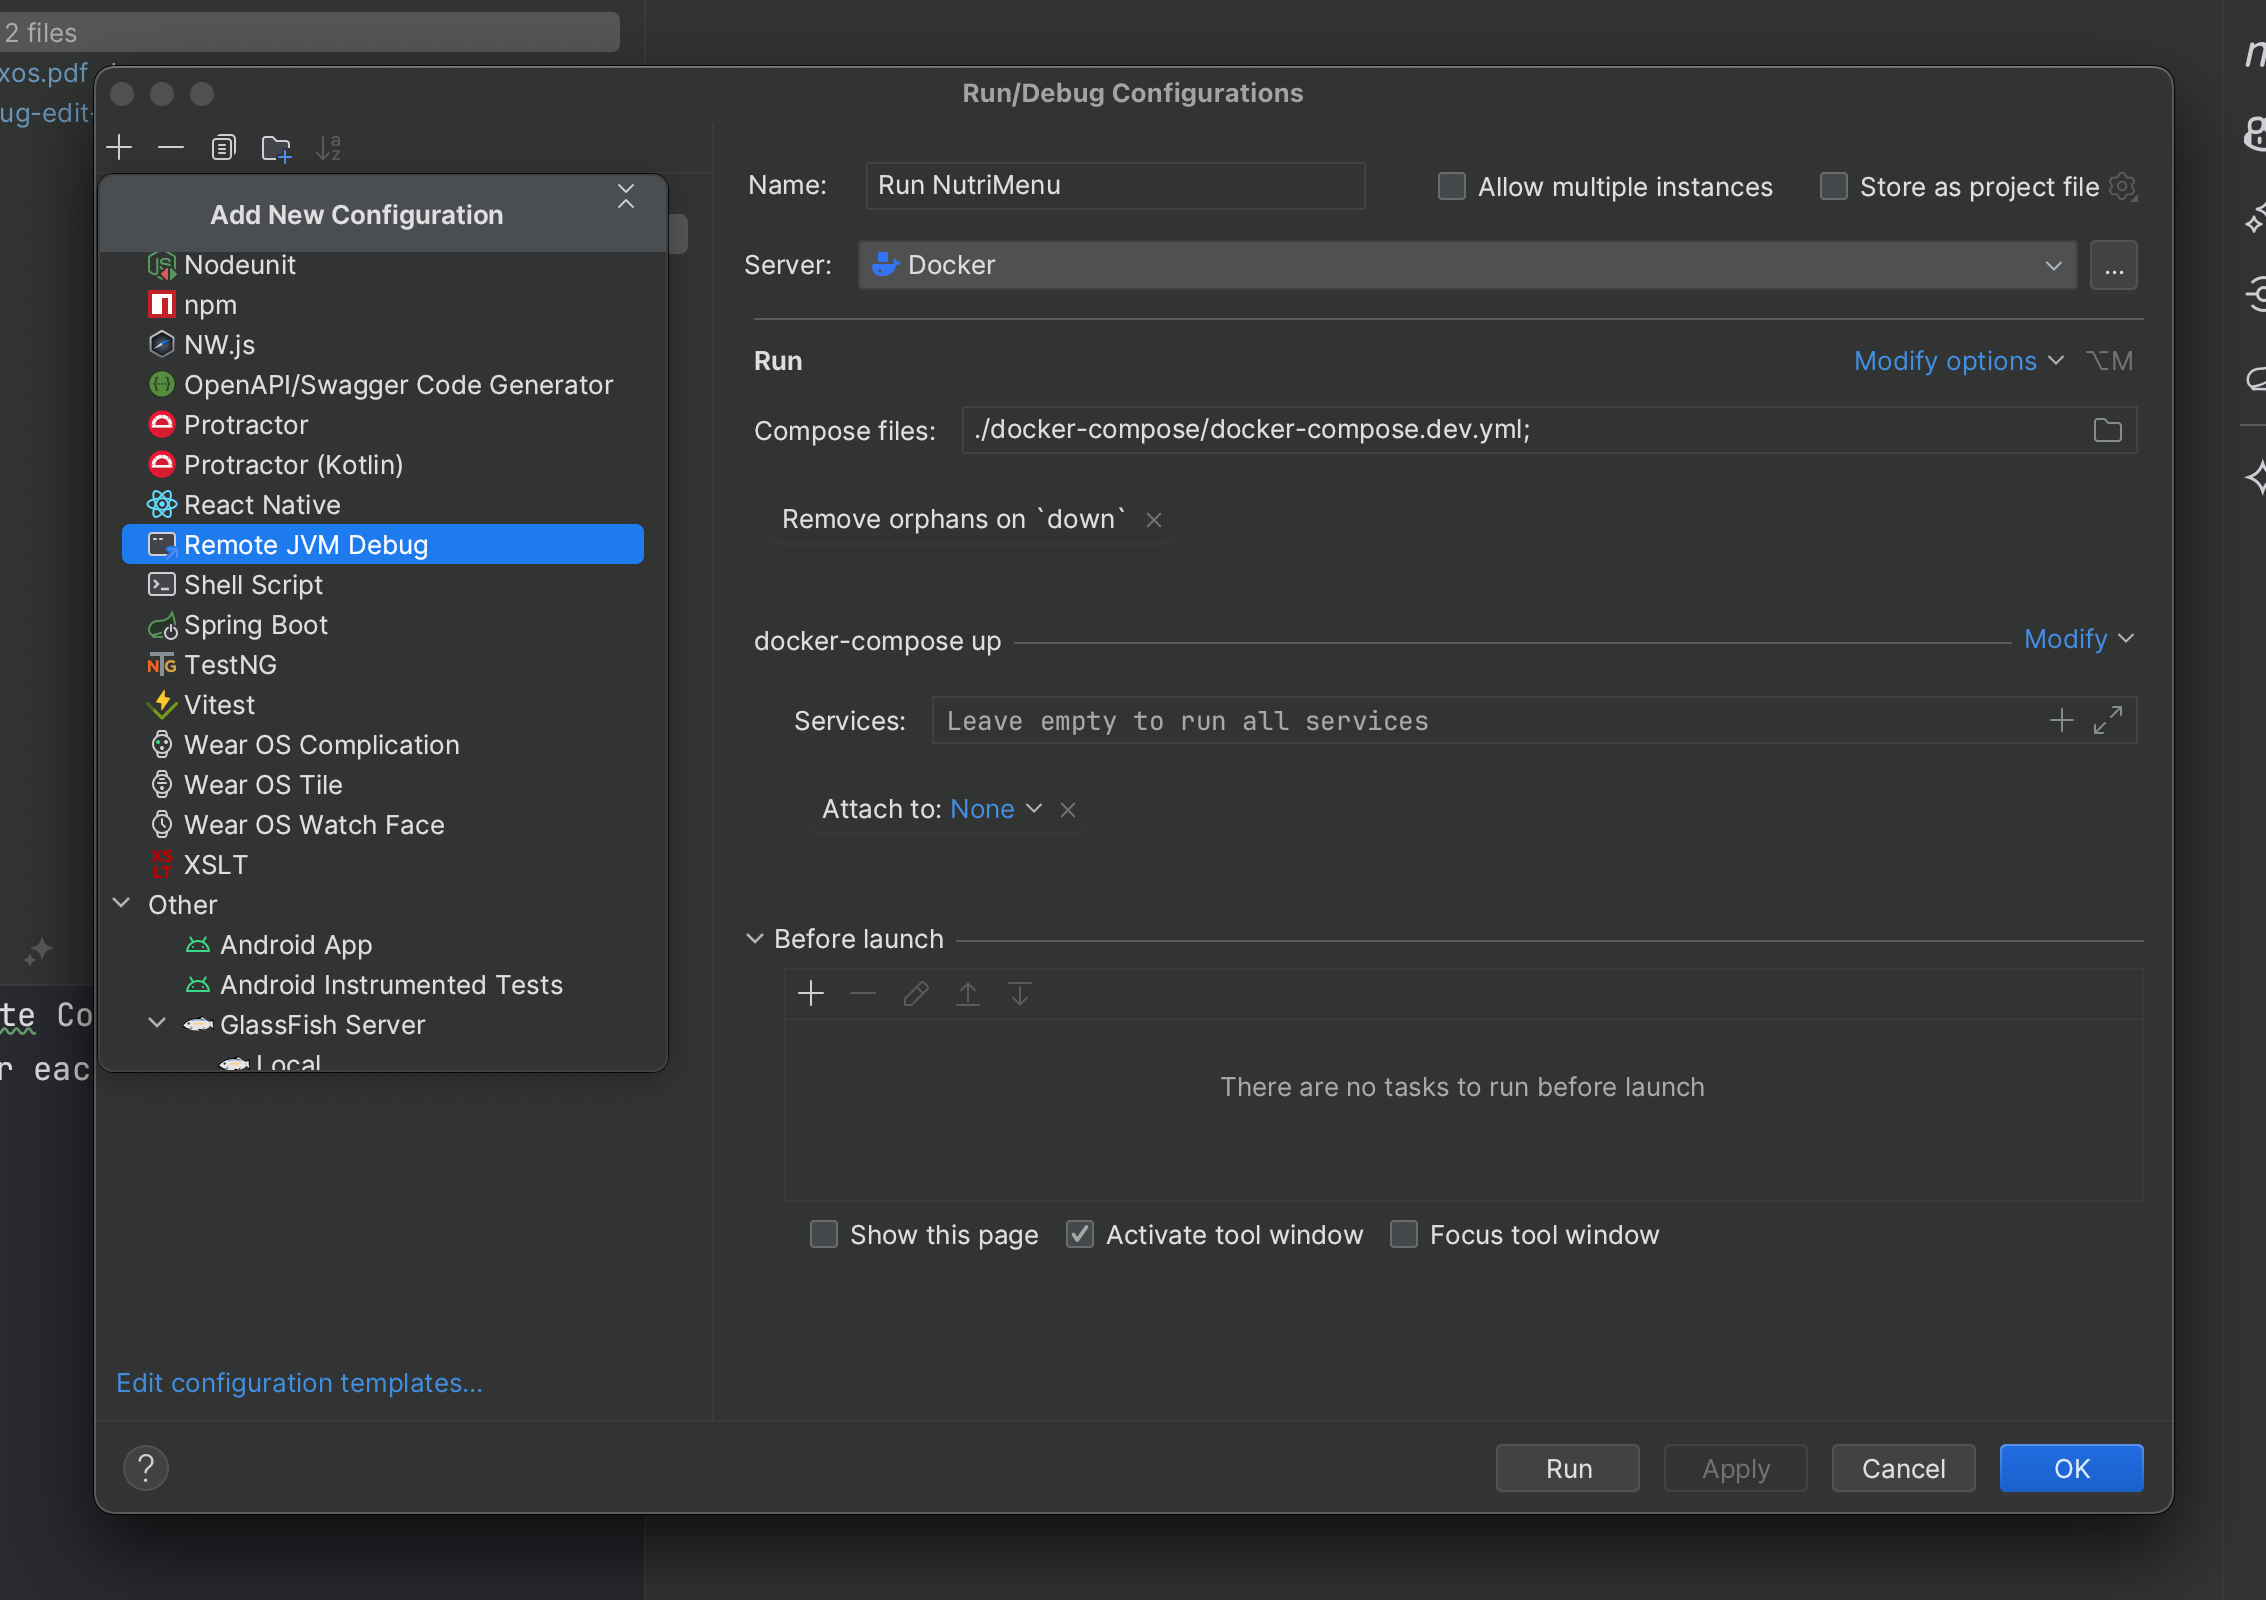 2 files
xos.pdf
ug-edit-
Run/Debug Configurations
Add New Configuration
Nodeunit
npm
NW.js
OpenAPI/Swagger Code Generator
Protractor
Protractor (Kotlin)
React Native
Remote JVM Debug
Shell Script
Spring Boot
TestNG
Vitest
Wear OS Complication
Wear OS Tile
Wear OS Watch Face
XSLT
Other
Android App
Android Instrumented Tests
GlassFish Server
Local
te Co
r eac
Edit configuration templates...
Name: Run NutriMenu Allow multiple instances Store as project file
Server: Docker ...
Run Modify options ⌥M
Compose files: ./docker-compose/docker-compose.dev.yml;
Remove orphans on `down` ×
docker-compose up Modify
Services: Leave empty to run all services
Attach to: None ×
Before launch
There are no tasks to run before launch
Show this page Activate tool window Focus tool window
? Run Apply Cancel OK